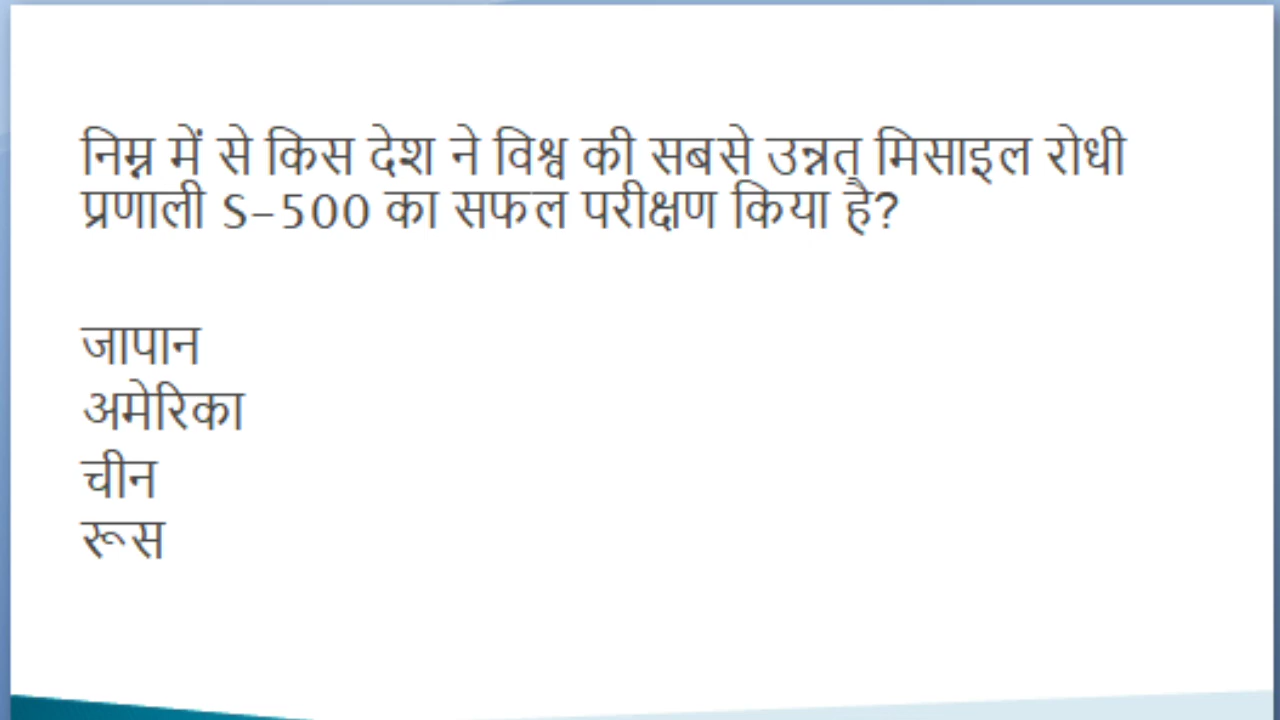 निम्न में से किस देश ने विश्व की सबसे उन्नत मिसाइल रोधी
प्रणाली S-500 का सफल परीक्षण किया है?
जापान
अमेरिका
चीन
रूस